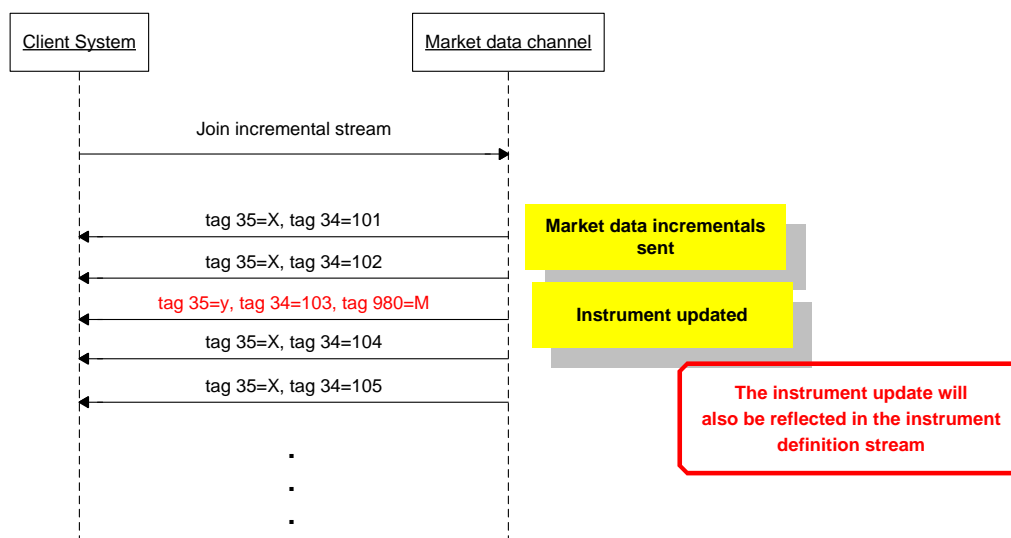 Client System
Market data channel
Join incremental stream
tag 35=X, tag 34=101
Market data incrementals
sent
tag 35=X, tag 34=102
tag 35=y, tag 34=103, tag 980=M
Instrument updated
tag 35=X, tag 34=104
tag 35=X, tag 34=105
The instrument update will
also be reflected in the instrument
definition stream
.
.
.